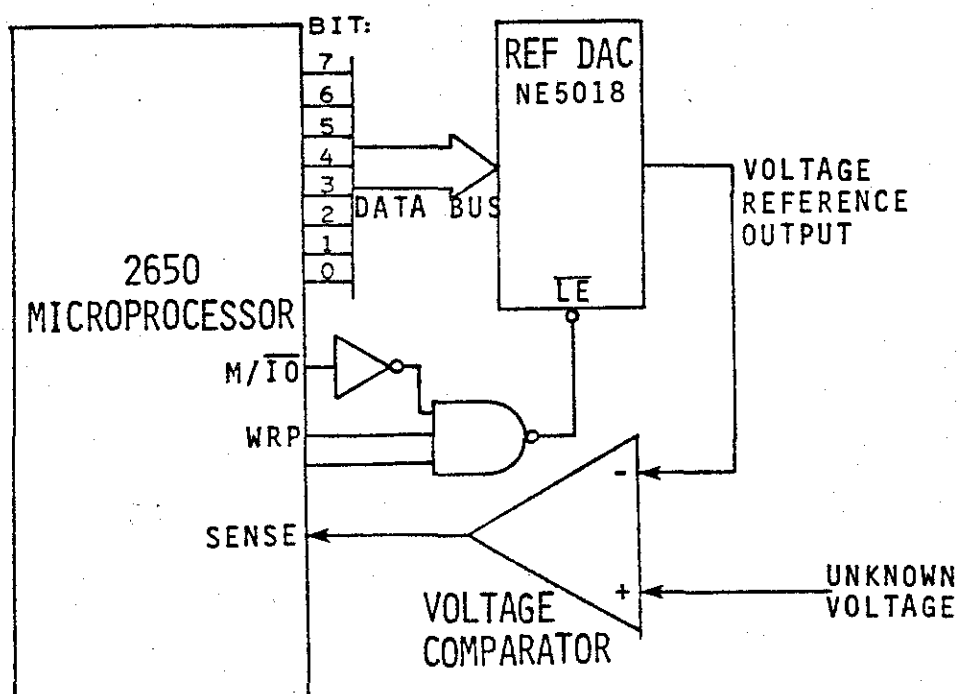 BIT:
7
6
5
4
3
2
1
0
DATA BUS
REF DAC
NE5018
LE
VOLTAGE
REFERENCE
OUTPUT
2650
MICROPROCESSOR
M/IO
WRP
SENSE
-
+
UNKNOWN
VOLTAGE
VOLTAGE
COMPARATOR